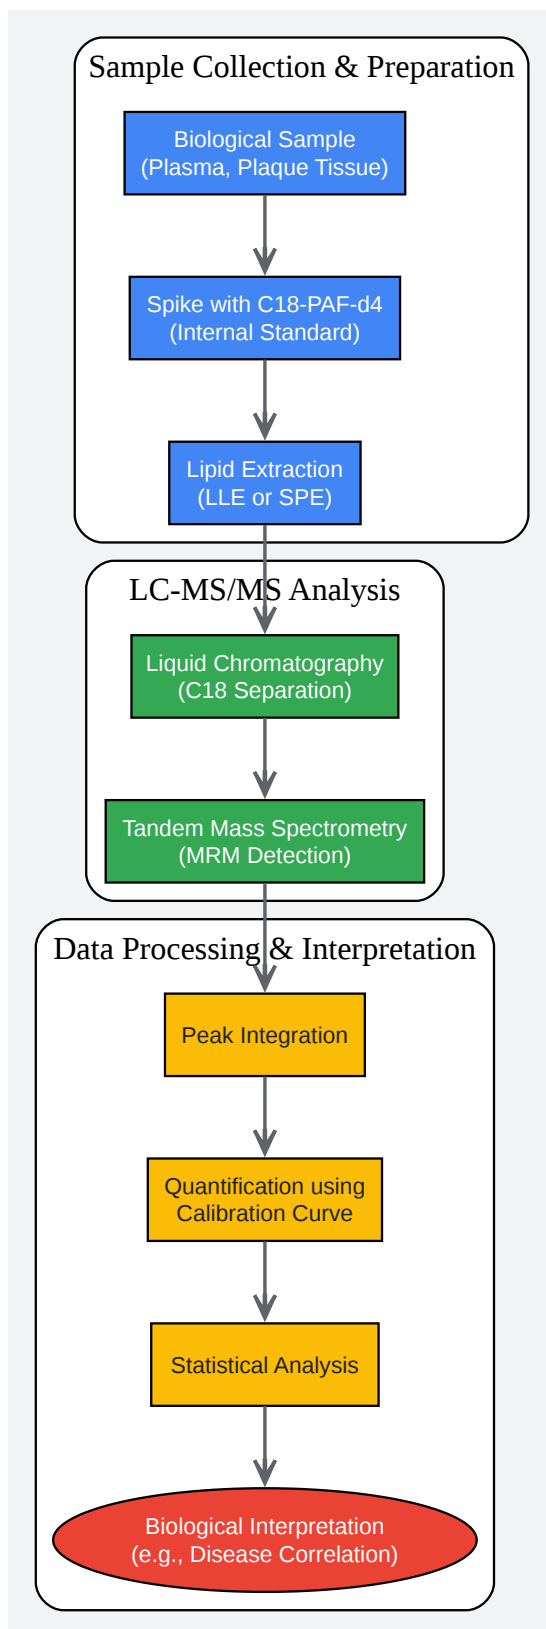 Sample Collection & Preparation
Biological Sample
(Plasma, Plaque Tissue)
Spike with C18-PAF-d4
(Internal Standard)
Lipid Extraction
(LLE or SPE)
LC-MS/MS Analysis
Liquid Chromatography
(C18 Separation)
Tandem Mass Spectrometry
(MRM Detection)
Data Processing & Interpretation
Peak Integration
Quantification using
Calibration Curve
Statistical Analysis
Biological Interpretation
(e.g., Disease Correlation)